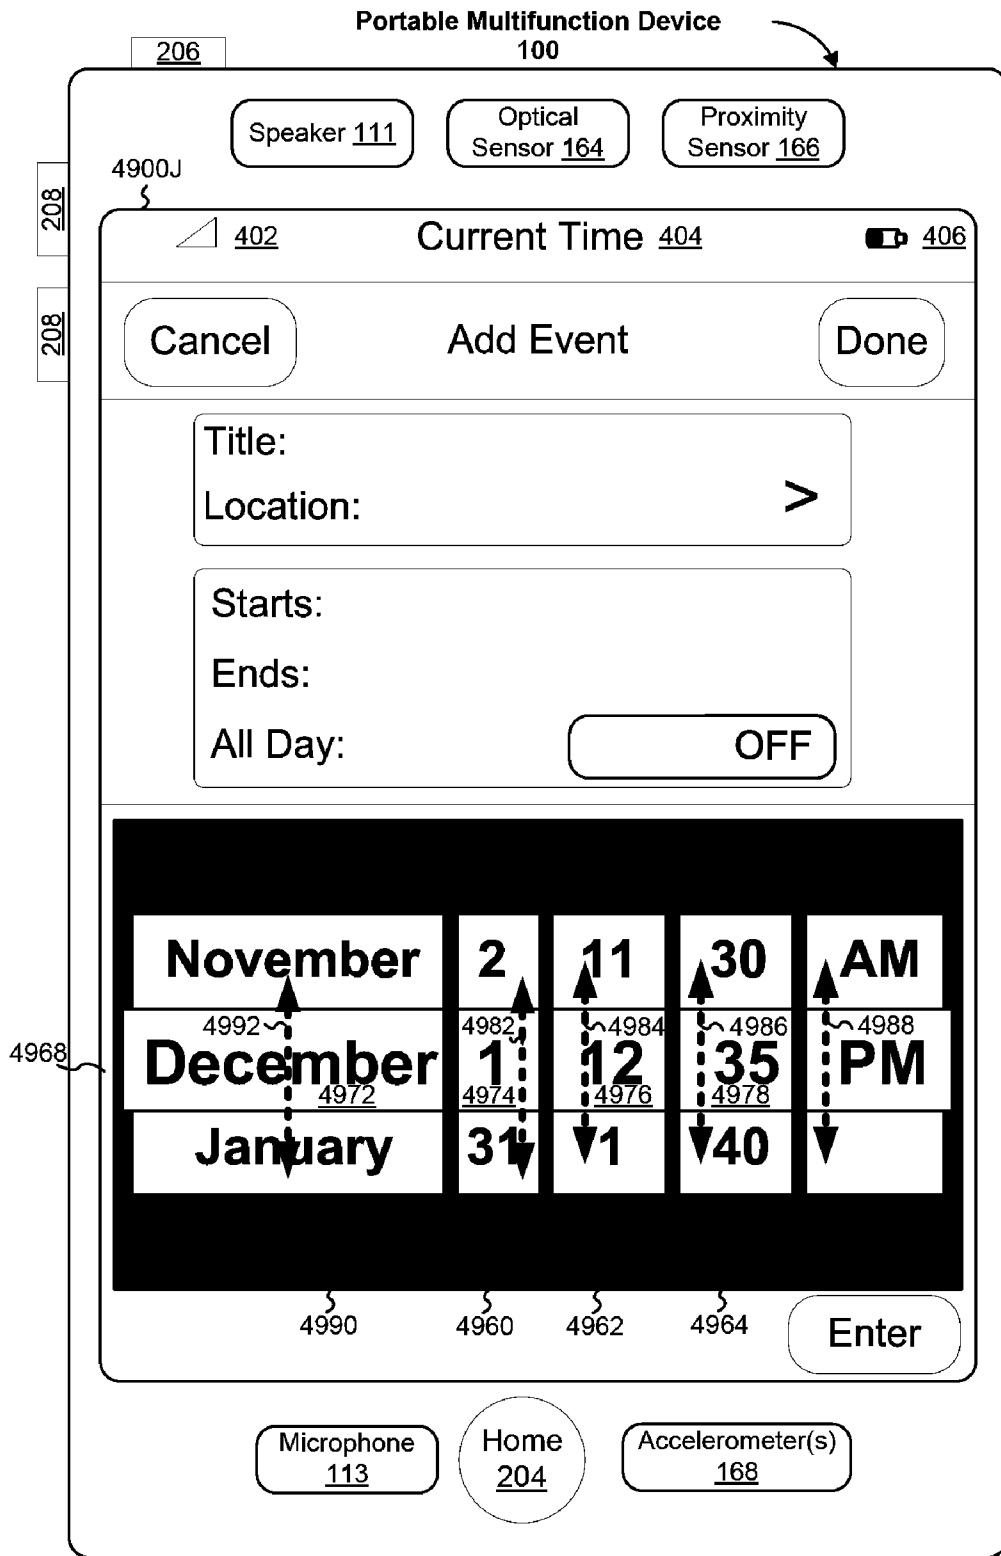 Portable Multifunction Device
100
206
Speaker 111
Optical
Sensor 164
Proximity
Sensor 166
4900J
208
208
402
Current Time 404
406
Cancel
Add Event
Done
Title:
Location:
>
Starts:
Ends:
All Day:
OFF
November 2 11 30 AM
4992 4982 4984 4986 4988
4968
December 1 12 35 PM
4972 4974 4976 4978
January 31 1 40
4990 4960 4962 4964
Enter
Microphone
113
Home
204
Accelerometer(s)
168